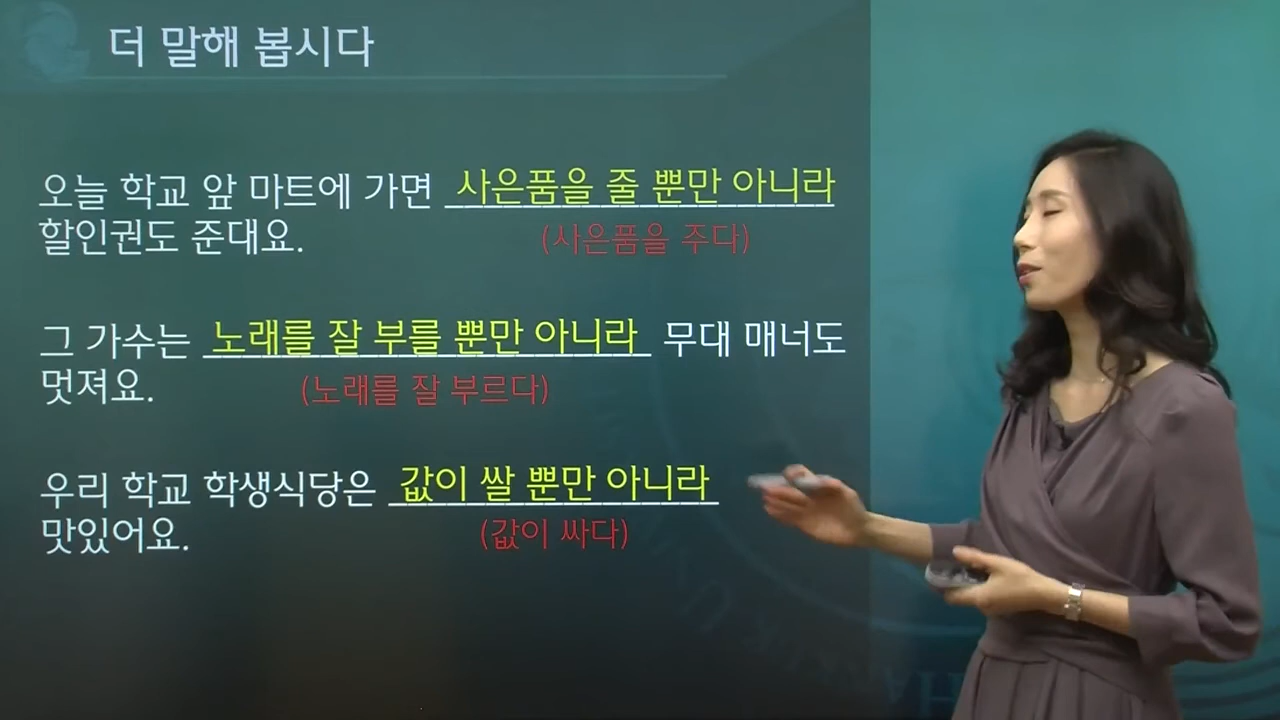 더 말해 봅시다
오늘 학교 앞 마트에 가면 사은품을 줄 뿐만 아니라
할인권도 준대요.
(사은품을 주다)
그 가수는 노래를 잘 부를 뿐만 아니라 무대 매너도
멋져요.
(노래를 잘 부르다)
우리 학교 학생식당은 값이 쌀 뿐만 아니라
맛있어요.
(값이 싸다)